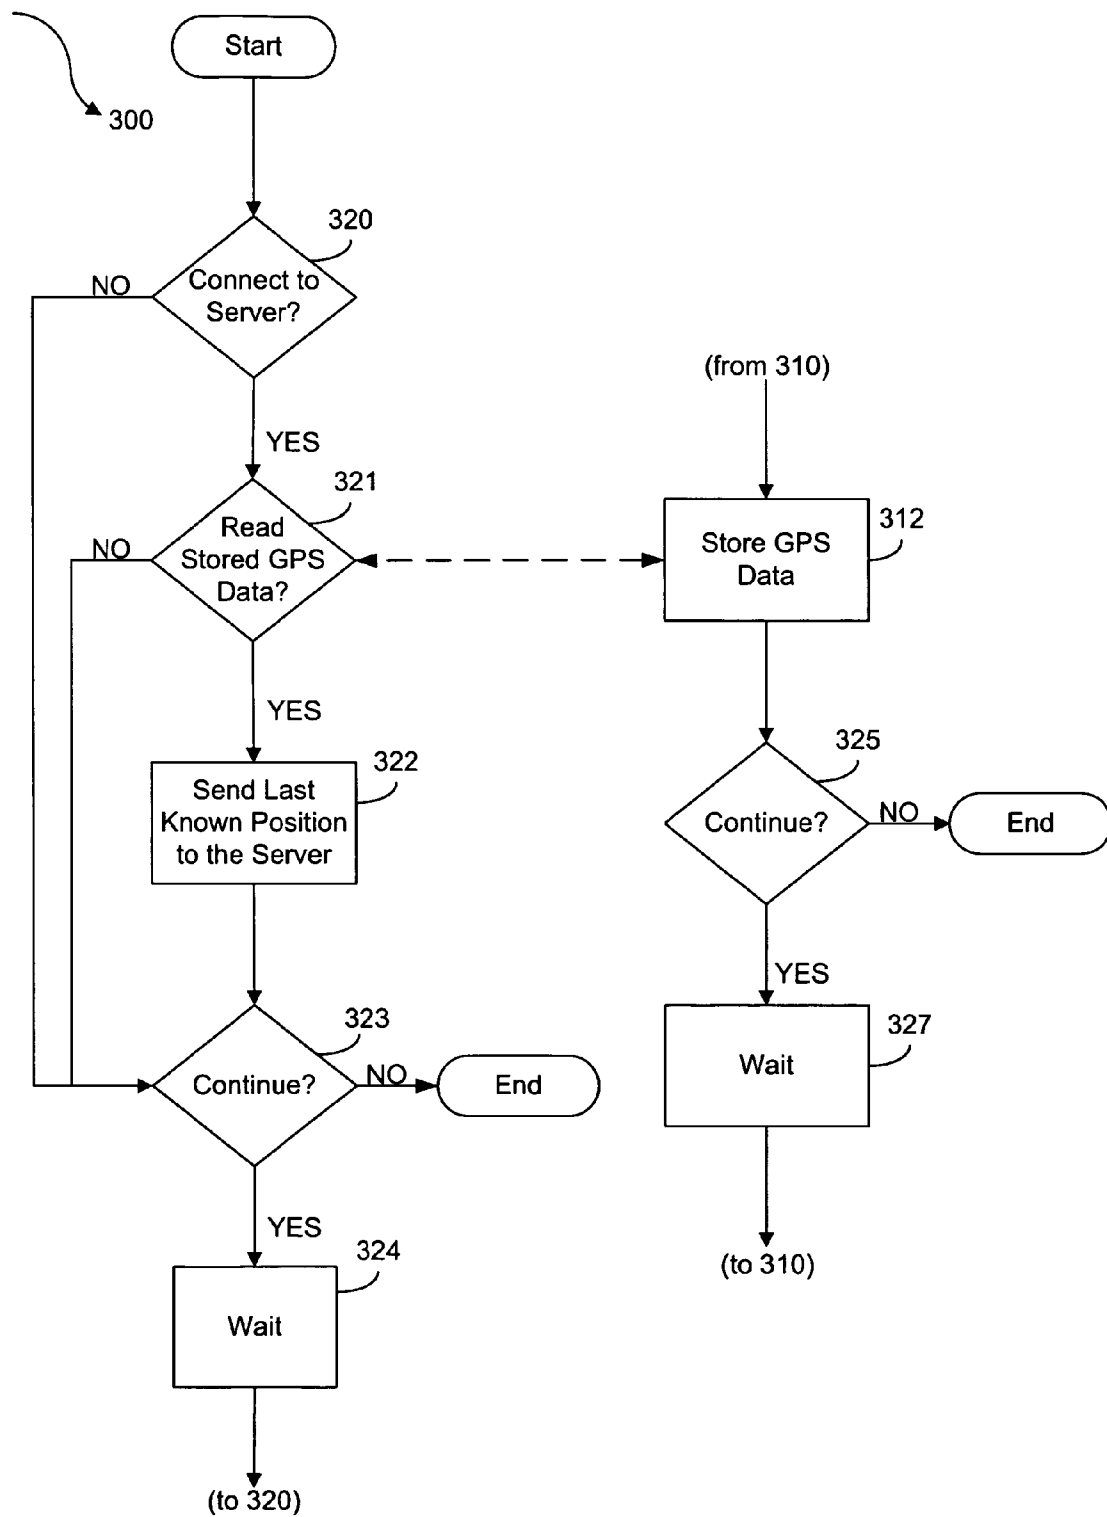 Start
300
320
Connect to
Server?
NO
YES
321
Read
Stored GPS
Data?
NO
YES
322
Send Last
Known Position
to the Server
323
Continue?
NO
End
YES
324
Wait
(to 320)
(from 310)
312
Store GPS
Data
325
Continue?
NO
End
YES
327
Wait
(to 310)